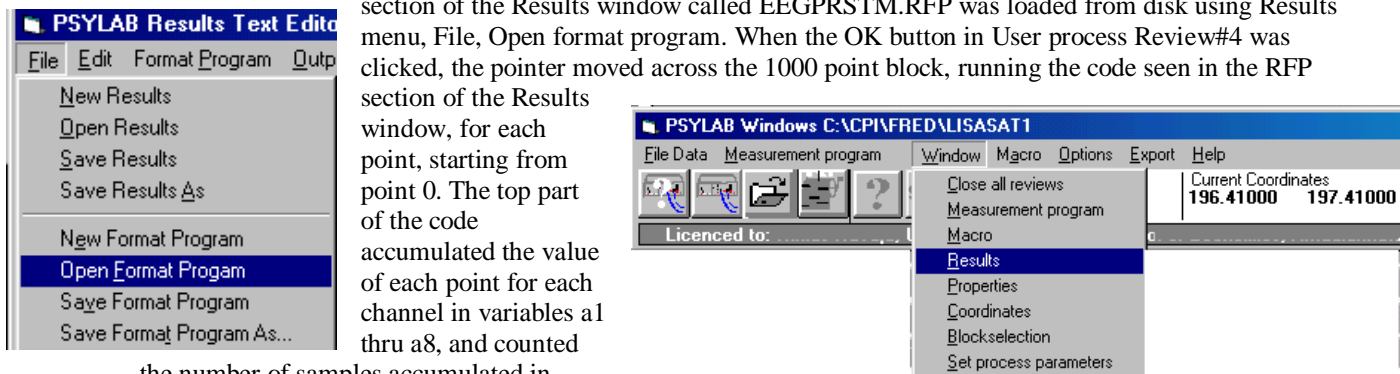 section of the Results window called EEGPRSTM.RFP was loaded from disk using Results
menu, File, Open format program. When the OK button in User process Review#4 was
clicked, the pointer moved across the 1000 point block, running the code seen in the RFP
section of the Results
window, for each
point, starting from
point 0. The top part
of the code
accumulated the value
of each point for each
channel in variables a1
thru a8, and counted
the number of samples accumulated in
PSYLAB Results Text Edito
File Edit Format Program Outp
New Results
Open Results
Save Results
Save Results As
New Format Program
Open Format Progam
Save Format Program
Save Format Program As...
PSYLAB Windows C:\CPI\FRED\LISASAT1
File Data Measurement program Window Macro Options Export Help
Current Coordinates
196.41000 197.41000
Licenced to:
Close all reviews
Measurement program
Macro
Results
Properties
Coordinates
Blockselection
Set process parameters